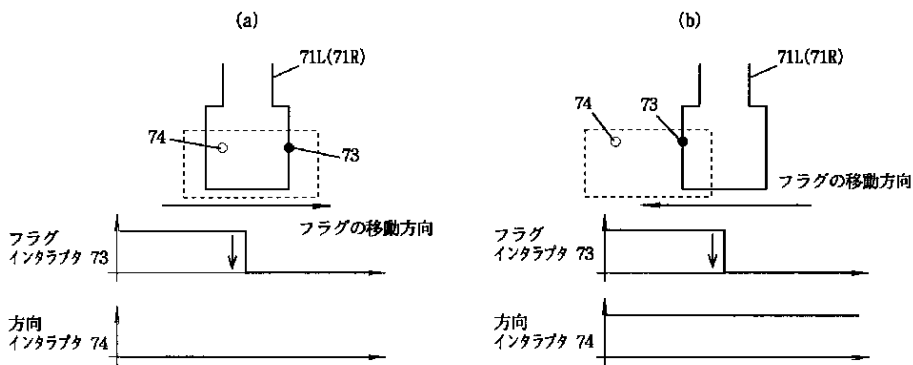 (a)
71L(71R)
74
73
フラグの移動方向
フラグ
インタラプタ 73
方向
インタラプタ 74
(b)
71L(71R)
74
73
フラグの移動方向
フラグ
インタラプタ 73
方向
インタラプタ 74